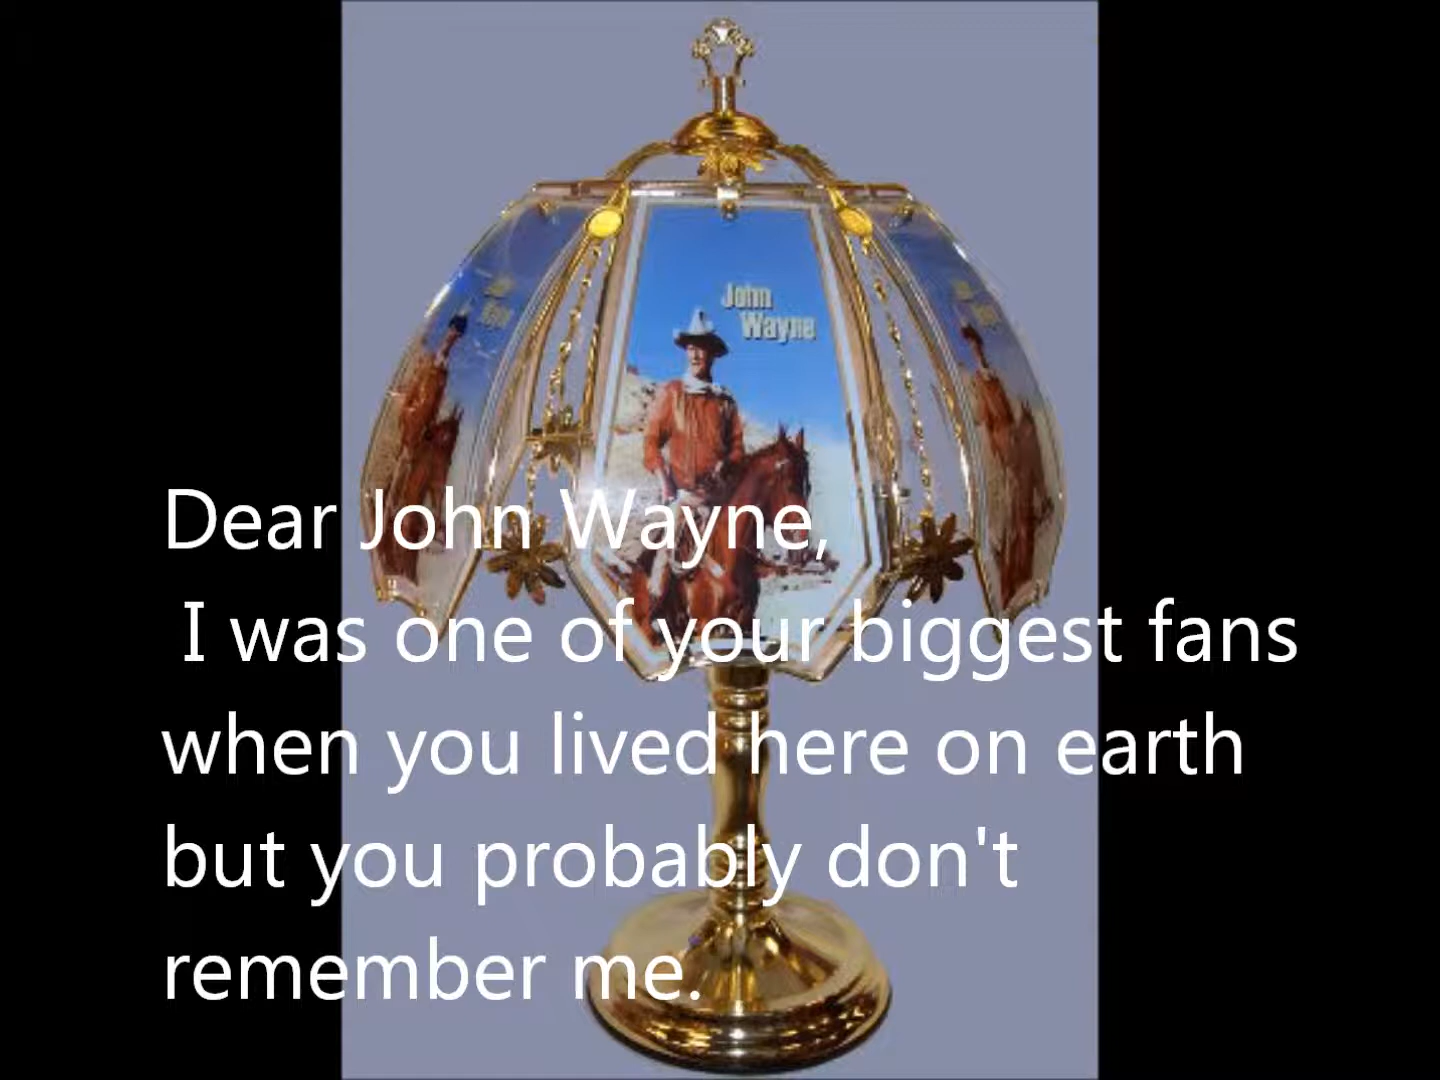 John
Wayne
Dear John Wayne,
I was one of your biggest fans
when you lived here on earth
but you probably don't
remember me.